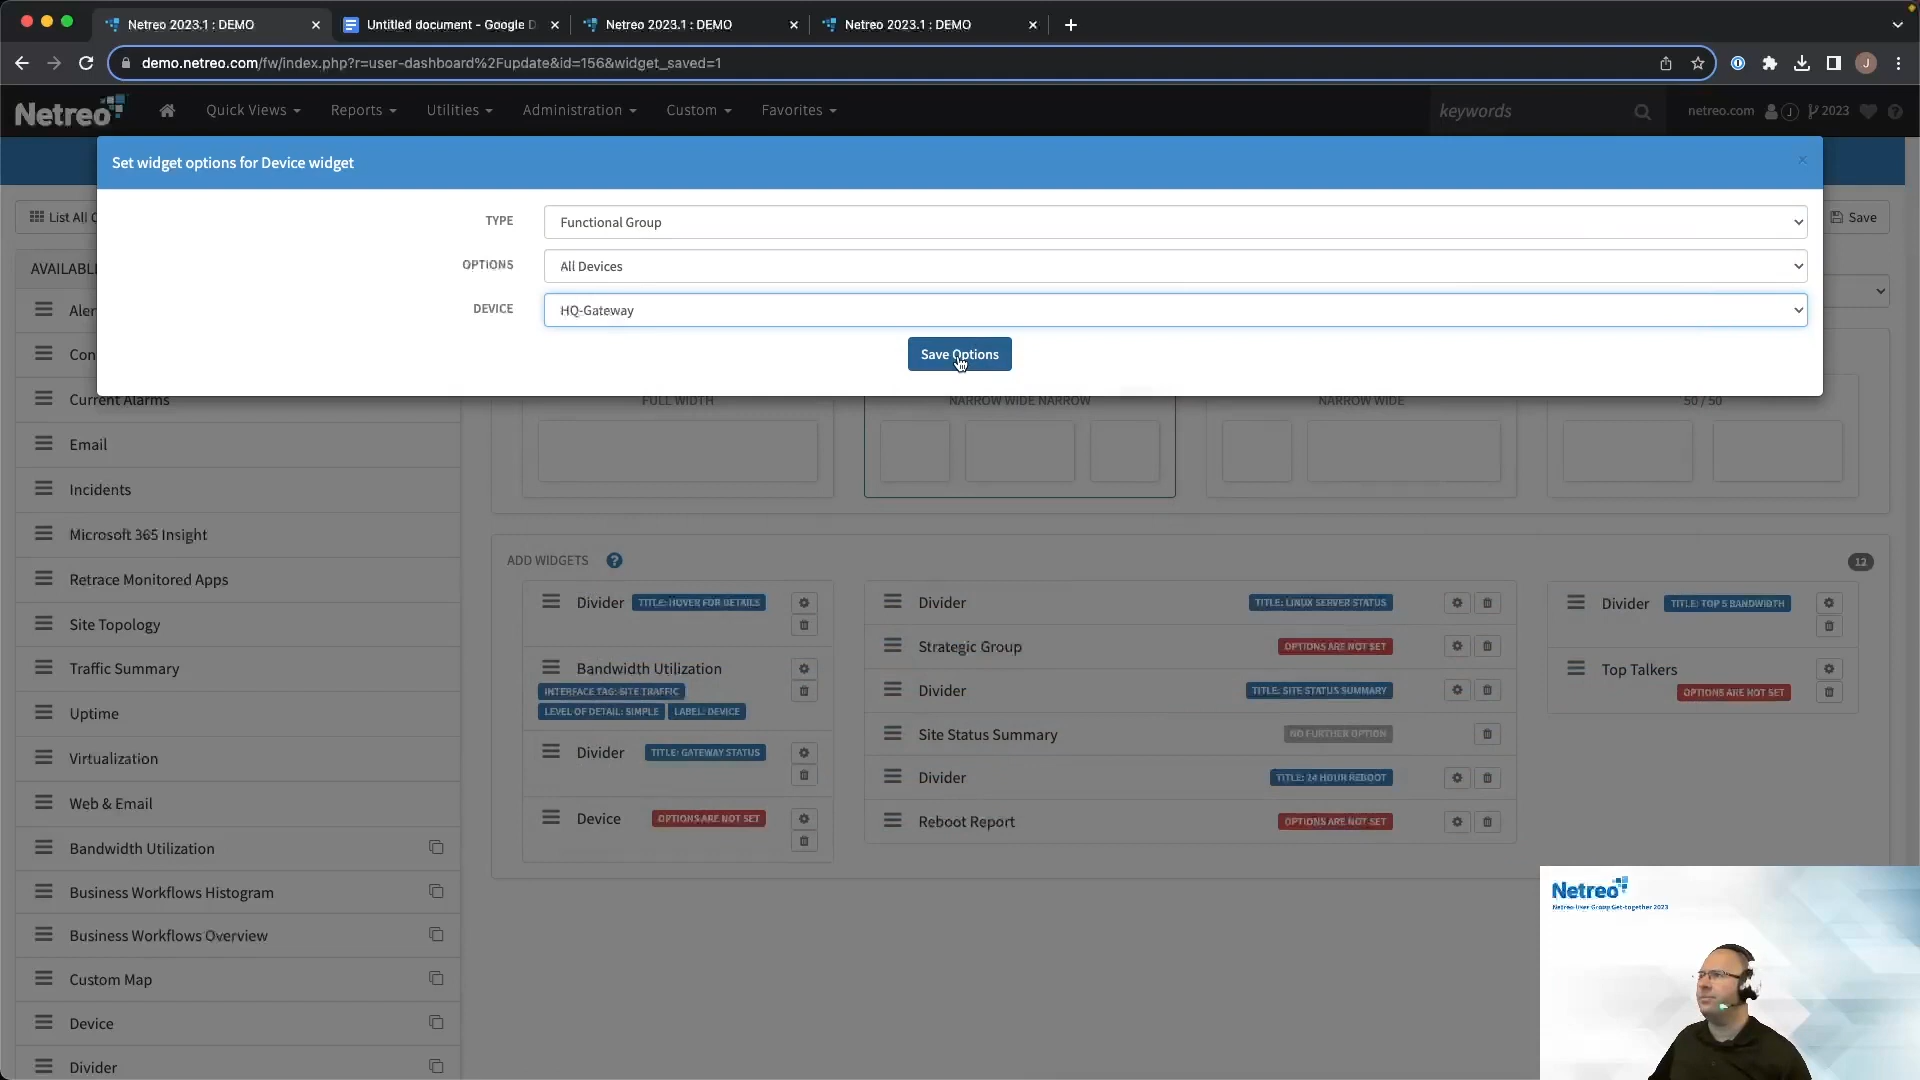 Netreo 2023.1 : DEMO
Untitled document - Google D
Netreo 2023.1 : DEMO
Netreo 2023.1 : DEMO
demo.netreo.com/fw/index.php?r=user-dashboard%2Fupdate&id=156&widget_saved=1
J
Netreo
Quick Views
Reports
Utilities
Administration
Custom
Favorites
keywords
netreo.com
J
2023
Set widget options for Device widget
TYPE
Functional Group
OPTIONS
All Devices
DEVICE
HQ-Gateway
Save Options
List All
Save
AVAILABL
Aler
Con
Current Alarms
Email
Incidents
Microsoft 365 Insight
Retrace Monitored Apps
Site Topology
Traffic Summary
Uptime
Virtualization
Web & Email
Bandwidth Utilization
Business Workflows Histogram
Business Workflows Overview
Custom Map
Device
Divider
FULL WIDTH
NARROW WIDE NARROW
NARROW WIDE
50 / 50
ADD WIDGETS
12
Divider TITLE: HOVER FOR DETAILS
Bandwidth Utilization
INTERFACE TAG: SITE TRAFFIC
LEVEL OF DETAIL: SIMPLE LABEL: DEVICE
Divider TITLE: GATEWAY STATUS
Device OPTIONS ARE NOT SET
Divider TITLE: LINUX SERVER STATUS
Strategic Group OPTIONS ARE NOT SET
Divider TITLE: SITE STATUS SUMMARY
Site Status Summary NO FURTHER OPTION
Divider TITLE: 24 HOUR REBOOT
Reboot Report OPTIONS ARE NOT SET
Divider TITLE: TOP 5 BANDWIDTH
Top Talkers
OPTIONS ARE NOT SET
Netreo
Netreo User Group Get-together 2023